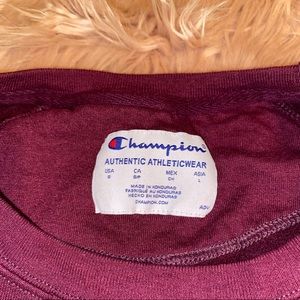 Champion
AUTHENTIC ATHLETICWEAR
USA CA MEX ASIA
S S/P CH L
MADE IN HONDURAS
FABRIQUÉ AU HONDURAS
HECHO EN HONDURAS
CHAMPION.COM
ADV